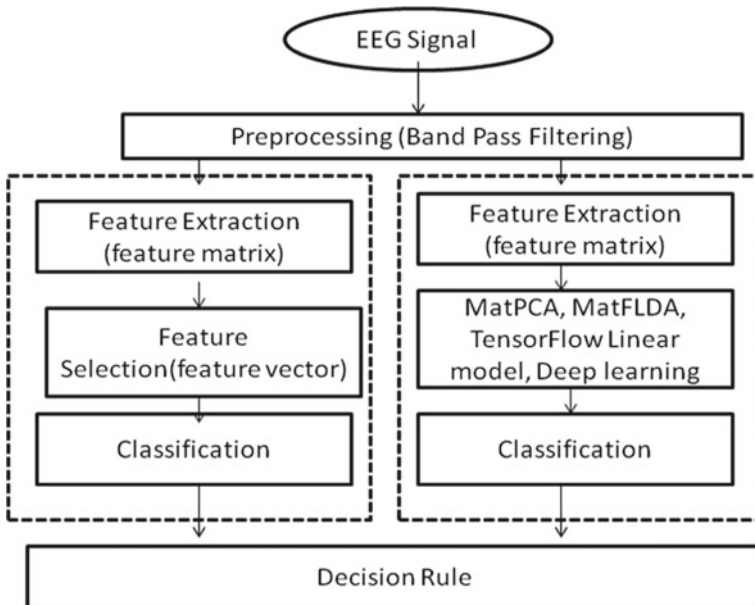 EEG Signal
Preprocessing (Band Pass Filtering)
Feature Extraction
(feature matrix)
Feature
Selection(feature vector)
Classification
Feature Extraction
(feature matrix)
MatPCA, MatFLDA,
TensorFlow Linear
model, Deep learning
Classification
Decision Rule